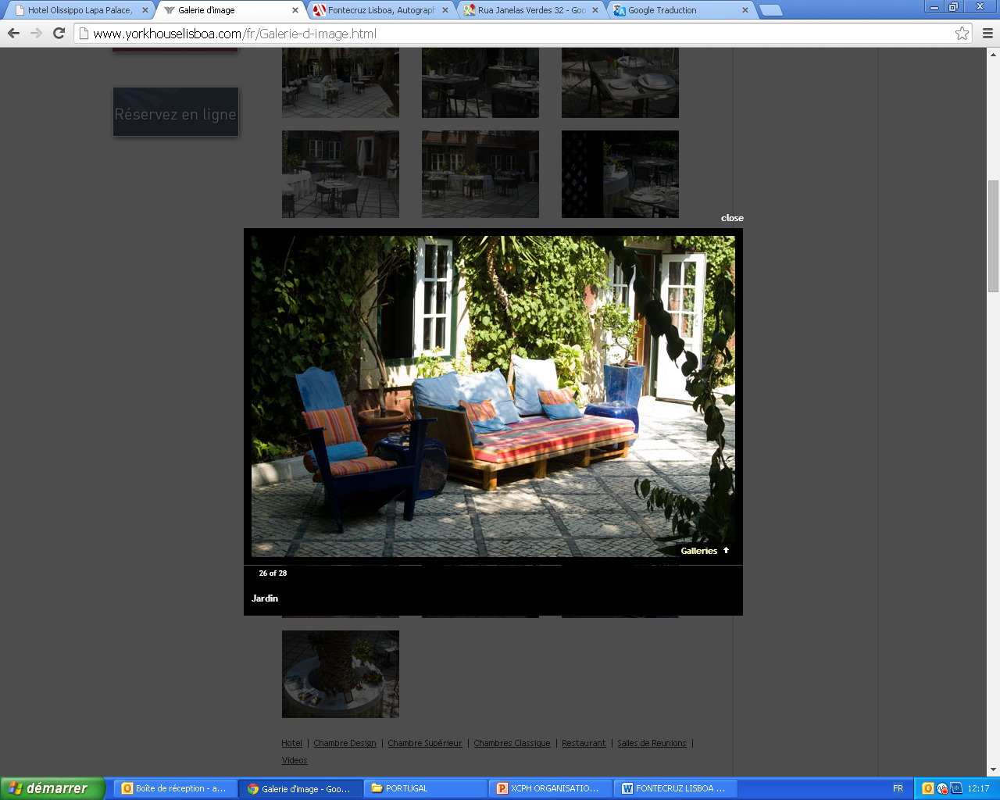 Hotel Olissippo Lapa Palace,
Galerie d'image
Fontecruz Lisboa, Autograph
Rua Janelas Verdes 32 - Goo
Google Traduction
www.yorkhouselisboa.com/fr/Galerie-d-image.html
Réservez en ligne
close
Galleries
26 of 28
Jardin
Hotel | Chambre Design | Chambre Supérieur | Chambres Classique | Restaurant | Salles de Reunions |
Videos
démarrer
Boîte de réception - a...
Galerie d'image - Goo...
PORTUGAL
XCPH ORGANISATIO...
FONTECRUZ LISBOA ...
FR
12:17